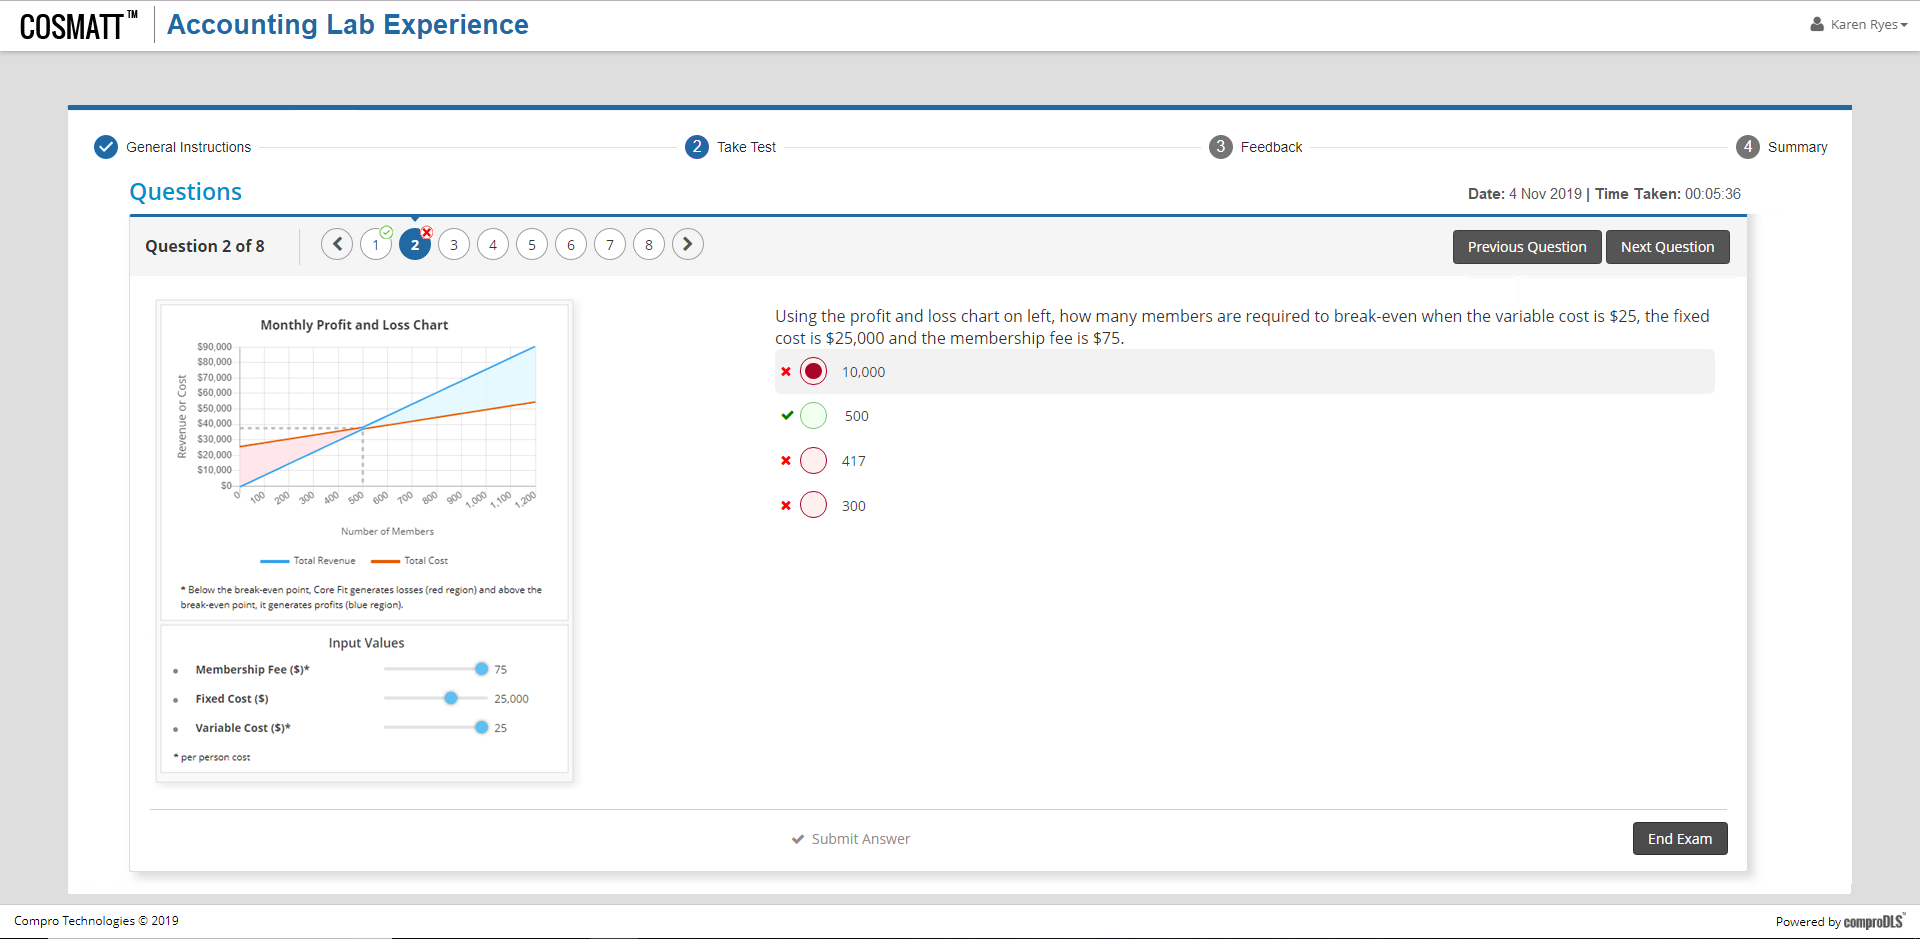 COSMATT™ Accounting Lab Experience Karen Ryes
General Instructions 2 Take Test 3 Feedback 4 Summary
Questions Date: 4 Nov 2019 | Time Taken: 00:05:36
Question 2 of 8 1 2 3 4 5 6 7 8 Previous Question Next Question
Monthly Profit and Loss Chart
Revenue or Cost
$90,000
$80,000
$70,000
$60,000
$50,000
$40,000
$30,000
$20,000
$10,000
$0
0 100 200 300 400 500 600 700 800 900 1,000 1,100 1,200
Number of Members
Total Revenue Total Cost
* Below the break-even point, Core Fit generates losses (red region) and above the
break-even point, it generates profits (blue region).
Input Values
Membership Fee ($)* 75
Fixed Cost ($) 25,000
Variable Cost ($)* 25
* per person cost
Using the profit and loss chart on left, how many members are required to break-even when the variable cost is $25, the fixed
cost is $25,000 and the membership fee is $75.
10,000
500
417
300
Submit Answer End Exam
Compro Technologies © 2019 Powered by comproDLS™